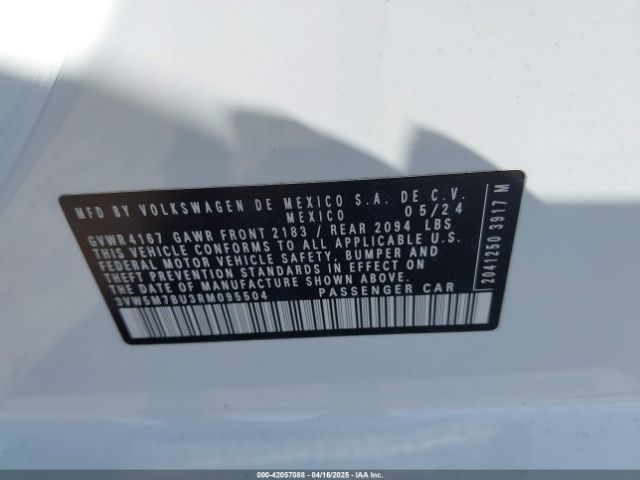 MFD BY VOLKSWAGEN DE MEXICO S.A. DE C.V.
MEXICO 05/24
GVWR 4167 GAWR FRONT 2183 / REAR 2094 LBS
THIS VEHICLE CONFORMS TO ALL APPLICABLE U.S.
FEDERAL MOTOR VEHICLE SAFETY, BUMPER AND
THEFT PREVENTION STANDARDS IN EFFECT ON
THE DATE OF MANUFACTURE SHOWN ABOVE.
3VW5M7BU3RM095504 PASSENGER CAR
2041250 3917 M
000-42057088 - 04/16/2025 - IAA Inc.